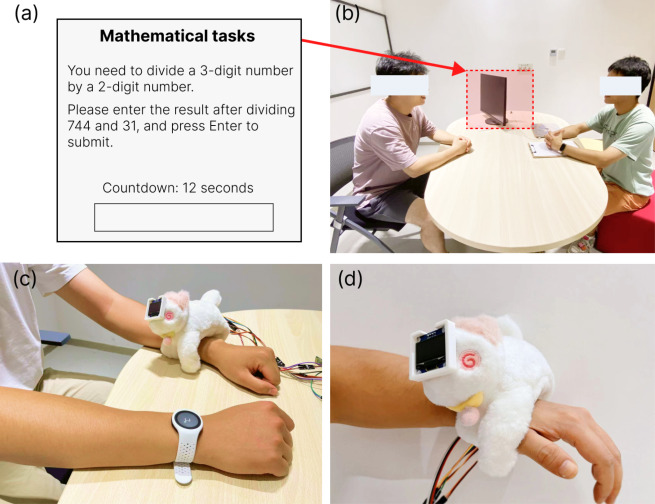 (a)
Mathematical tasks
You need to divide a 3-digit number
by a 2-digit number.
Please enter the result after dividing
744 and 31, and press Enter to
submit.
Countdown: 12 seconds
(b)
(c)
(d)